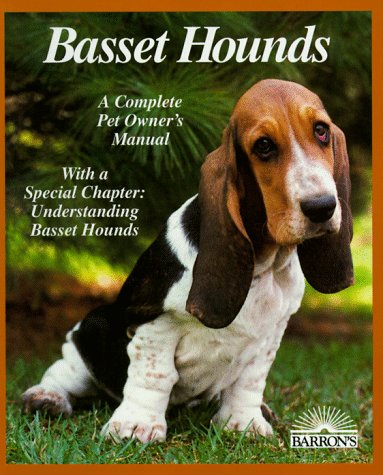 Basset Hounds
A Complete
Pet Owner's
Manual
With a
Special Chapter:
Understanding
Basset Hounds
BARRON'S